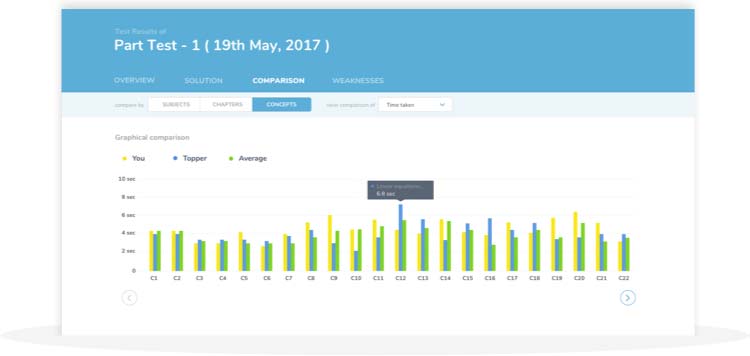 Test Results of
Part Test - 1 ( 19th May, 2017 )
OVERVIEW SOLUTION COMPARISON WEAKNESSES
compare by SUBJECTS CHAPTERS CONCEPTS view comparison of Time taken
Graphical comparison
You Topper Average
10 sec
8 sec
6 sec
4 sec
2 sec
0
Linear equations...
6.8 sec
C1 C2 C3 C4 C5 C6 C7 C8 C9 C10 C11 C12 C13 C14 C15 C16 C17 C18 C19 C20 C21 C22